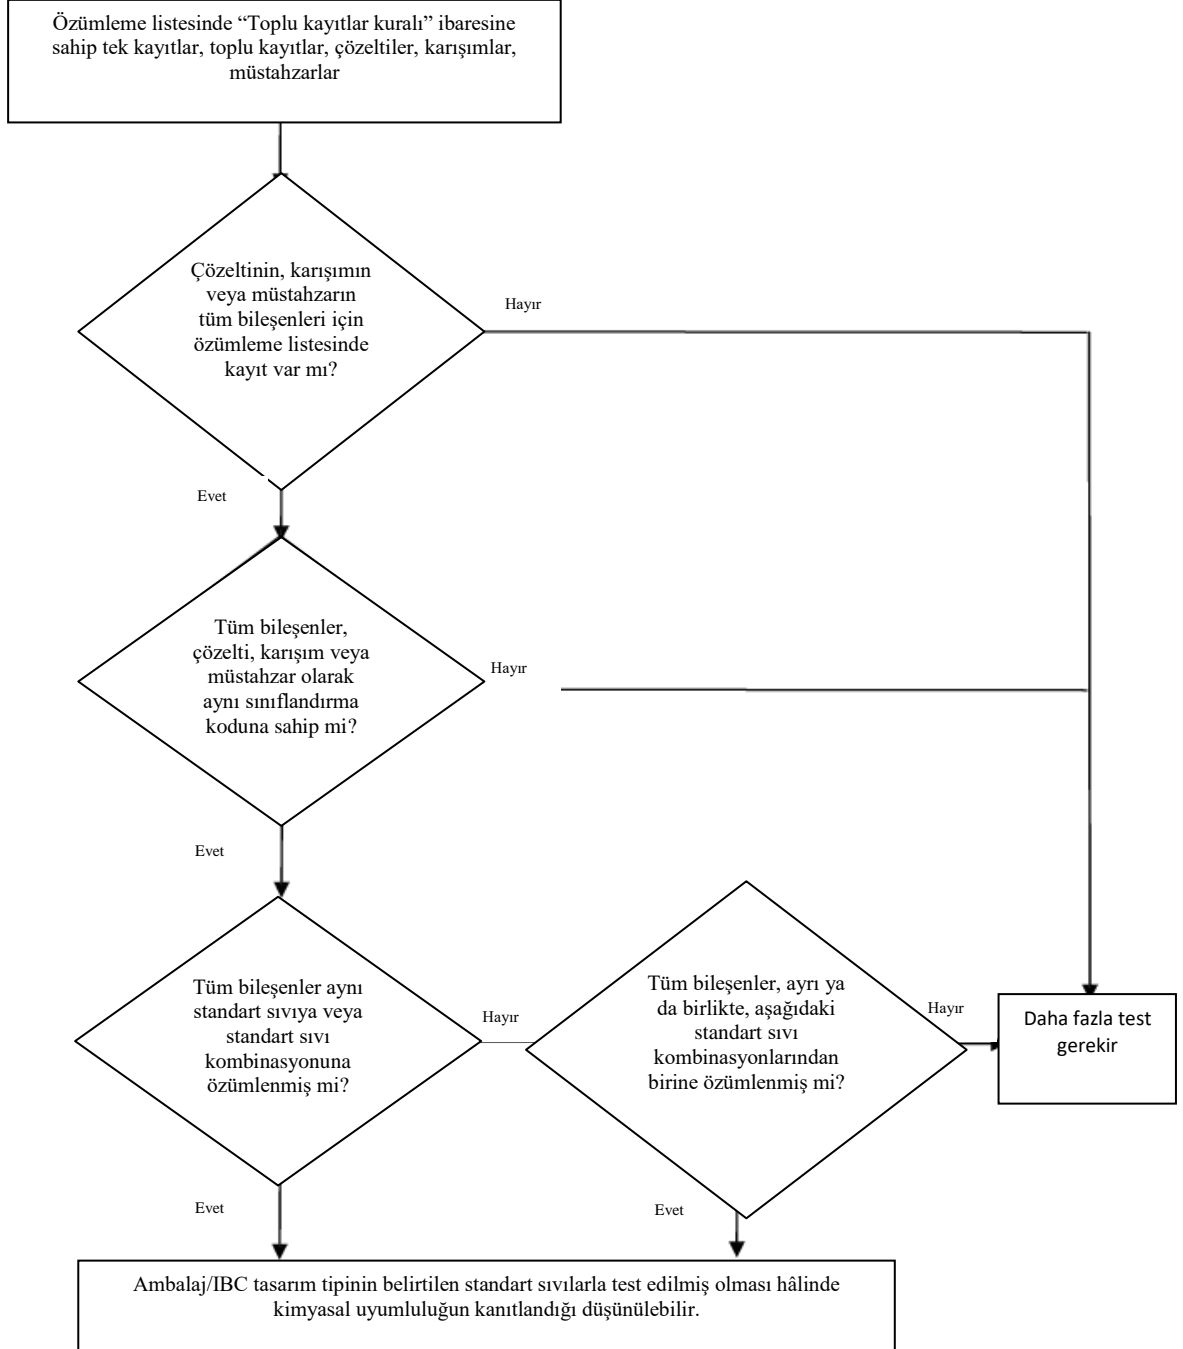 Özümleme listesinde “Toplu kayıtlar kuralı” ibaresine
sahip tek kayıtlar, toplu kayıtlar, çözeltiler, karışımlar,
müstahzarlar
Çözeltinin, karışımın
veya müstahzarın
tüm bileşenleri için
özümleme listesinde
kayıt var mı?
Hayır
Evet
Tüm bileşenler,
çözelti, karışım veya
müstahzar olarak
aynı sınıflandırma
koduna sahip mi?
Hayır
Evet
Tüm bileşenler aynı
standart sıvıya veya
standart sıvı
kombinasyonuna
özümlenmiş mi?
Hayır
Tüm bileşenler, ayrı ya
da birlikte, aşağıdaki
standart sıvı
kombinasyonlarından
birine özümlenmiş mi?
Hayır
Daha fazla test
gerekir
Evet
Evet
Ambalaj/IBC tasarım tipinin belirtilen standart sıvılarla test edilmiş olması hâlinde
kimyasal uyumluluğun kanıtlandığı düşünülebilir.